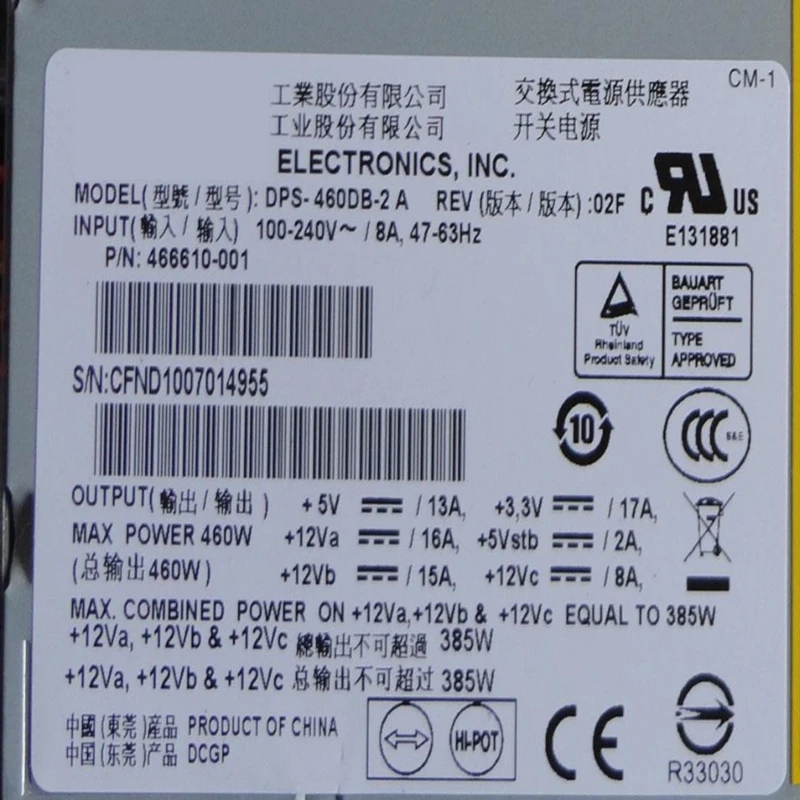 CM-1
工業股份有限公司 交換式電源供應器
工业股份有限公司 开关电源
ELECTRONICS, INC.
MODEL(型號/型号): DPS-460DB-2 A REV(版本/版本):02F
C UL US
INPUT(輸入/输入) 100-240V~ / 8A, 47-63Hz
E131881
P/N: 466610-001
BAUART
GEPRÜFT
TÜV
Rheinland
Product Safety
TYPE
APPROVED
S/N:CFND1007014955
10
CCC S&E
OUTPUT(輸出/输出) +5V / 13A, +3,3V / 17A,
MAX POWER 460W +12Va / 16A, +5Vstb / 2A,
(总输出460W) +12Vb / 15A, +12Vc / 8A,
MAX. COMBINED POWER ON +12Va,+12Vb & +12Vc EQUAL TO 385W
+12Va, +12Vb & +12Vc 總輸出不可超過 385W
+12Va, +12Vb & +12Vc 总输出不可超过 385W
中國(東莞)產品 PRODUCT OF CHINA
中国(东莞)产品 DCGP
HI-POT
CE
R33030